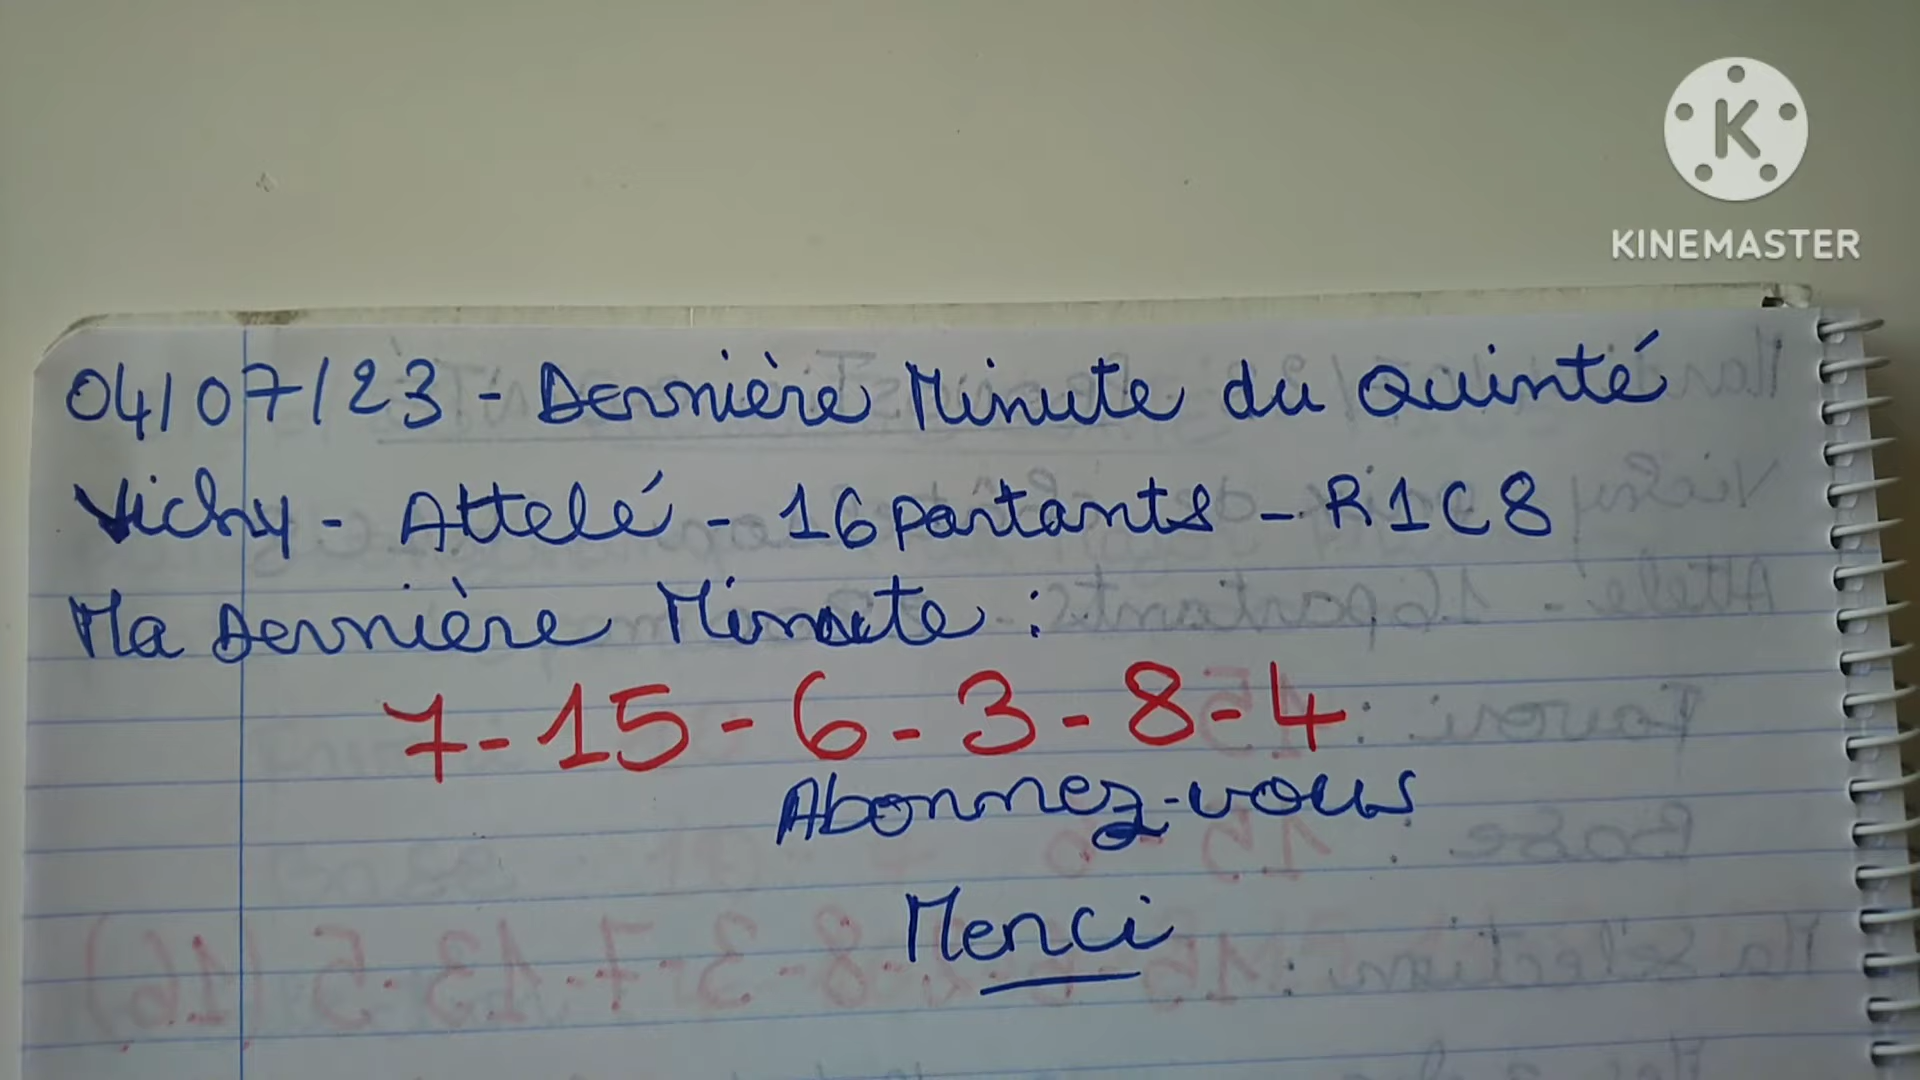 KINEMASTER
04/07/23 - Dernière Minute du Quinté
Vichy - Attelé - 16 Partants - R1C8
Ma Dernière Minute :
7-15-6-3-8-4
Abonnez-vous
Merci